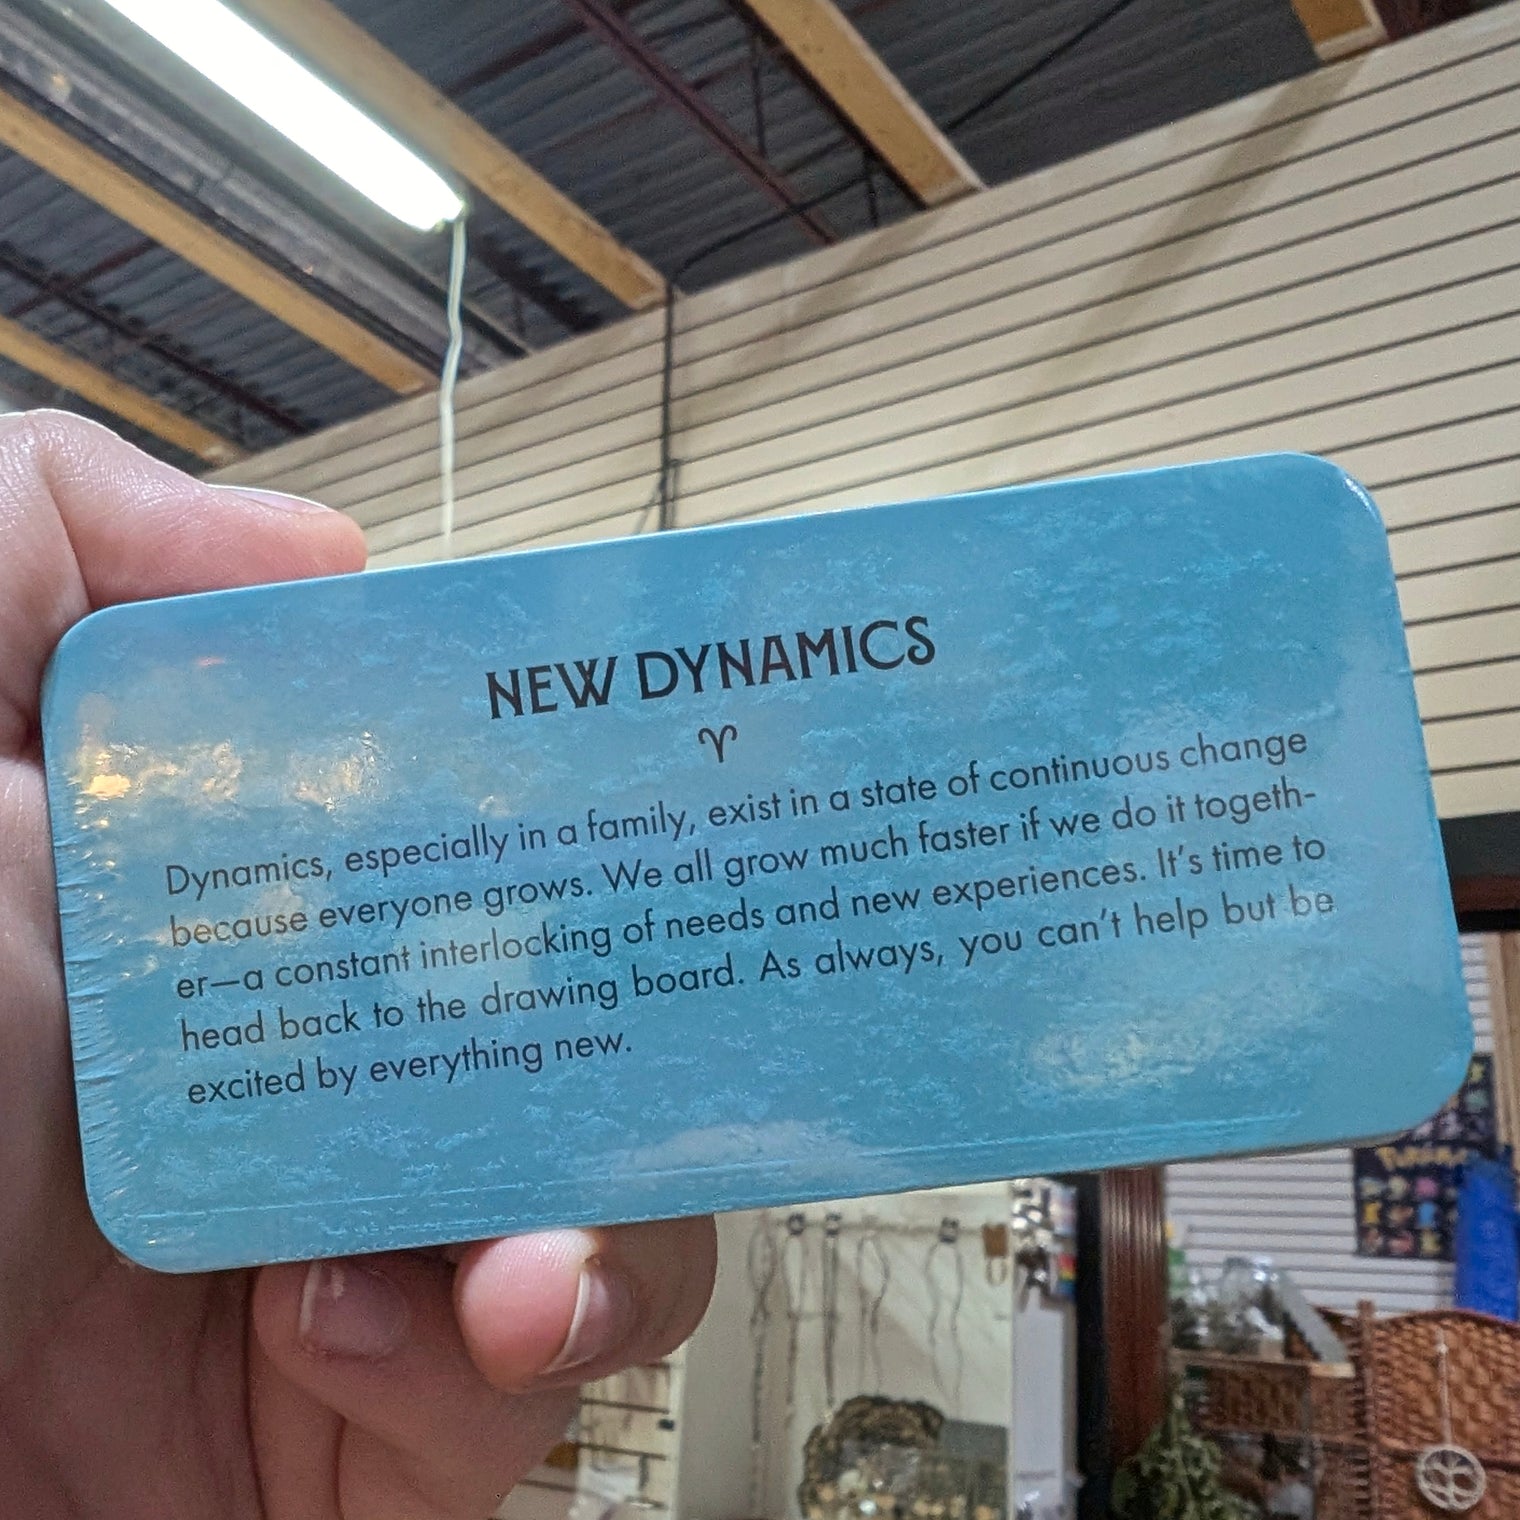 NEW DYNAMICS
♈
Dynamics, especially in a family, exist in a state of continuous change
because everyone grows. We all grow much faster if we do it togeth-
er—a constant interlocking of needs and new experiences. It's time to
head back to the drawing board. As always, you can't help but be
excited by everything new.